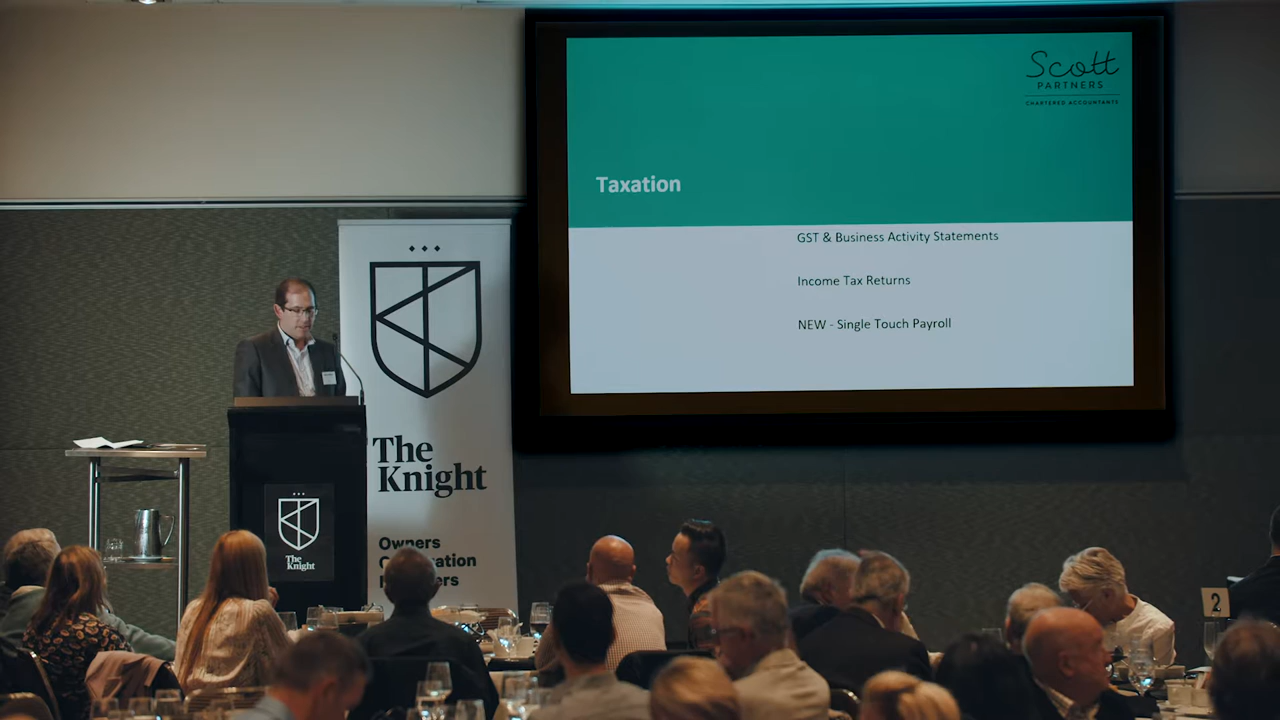 Scott
PARTNERS
CHARTERED ACCOUNTANTS
Taxation
GST & Business Activity Statements
Income Tax Returns
NEW - Single Touch Payroll
The
Knight
Owners
The
Knight
2